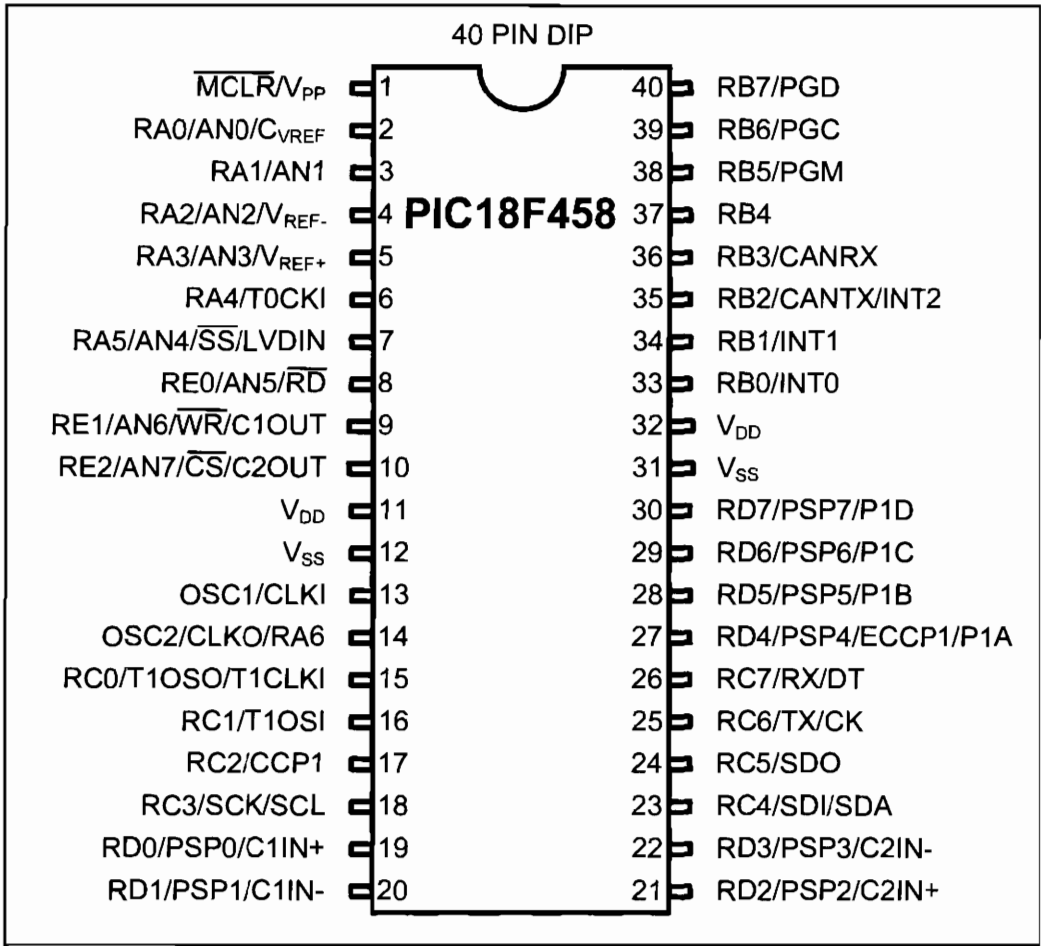 40 PIN DIP
PIC18F458
M̅C̅L̅R̅/VPP 1
RA0/AN0/CVREF 2
RA1/AN1 3
RA2/AN2/VREF- 4
RA3/AN3/VREF+ 5
RA4/T0CKI 6
RA5/AN4/S̅S̅/LVDIN 7
RE0/AN5/R̅D̅ 8
RE1/AN6/W̅R̅/C1OUT 9
RE2/AN7/C̅S̅/C2OUT 10
VDD 11
VSS 12
OSC1/CLKI 13
OSC2/CLKO/RA6 14
RC0/T1OSO/T1CLKI 15
RC1/T1OSI 16
RC2/CCP1 17
RC3/SCK/SCL 18
RD0/PSP0/C1IN+ 19
RD1/PSP1/C1IN- 20
40 RB7/PGD
39 RB6/PGC
38 RB5/PGM
37 RB4
36 RB3/CANRX
35 RB2/CANTX/INT2
34 RB1/INT1
33 RB0/INT0
32 VDD
31 VSS
30 RD7/PSP7/P1D
29 RD6/PSP6/P1C
28 RD5/PSP5/P1B
27 RD4/PSP4/ECCP1/P1A
26 RC7/RX/DT
25 RC6/TX/CK
24 RC5/SDO
23 RC4/SDI/SDA
22 RD3/PSP3/C2IN-
21 RD2/PSP2/C2IN+